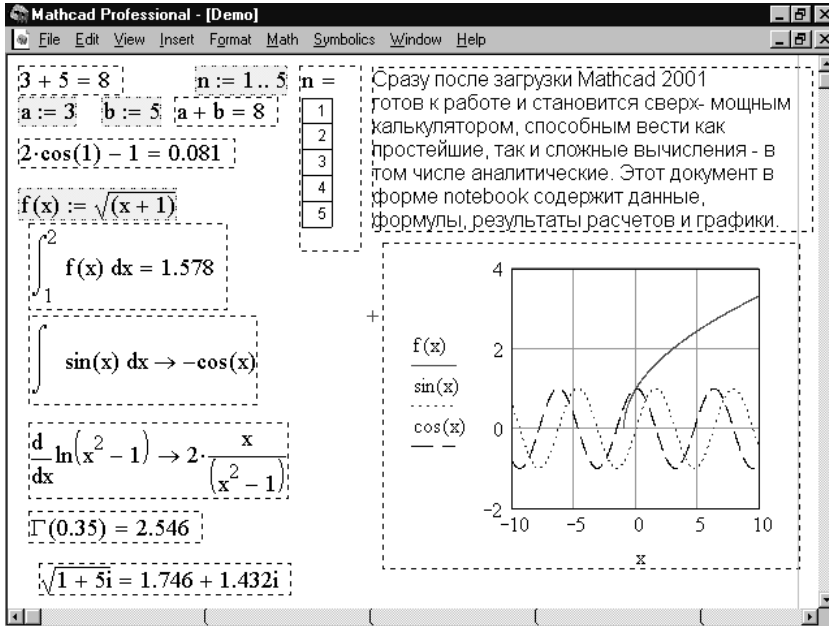 Mathcad Professional - [Demo]
File Edit View Insert Format Math Symbolics Window Help
3 + 5 = 8
n := 1 .. 5
n =
a := 3
b := 5
a + b = 8
1
2
3
4
5
2·cos(1) − 1 = 0.081
f(x) := √(x + 1)
∫₁² f(x) dx = 1.578
∫ sin(x) dx → −cos(x)
d/dx ln(x² − 1) → 2· x/(x² − 1)
Γ(0.35) = 2.546
√1 + 5i = 1.746 + 1.432i
Сразу после загрузки Mathcad 2001
готов к работе и становится сверх- мощным
калькулятором, способным вести как
простейшие, так и сложные вычисления - в
том числе аналитические. Этот документ в
форме notebook содержит данные,
формулы, результаты расчетов и графики.
f(x)
sin(x)
cos(x)
4
2
0
−2
−10 −5 0 5 10
x